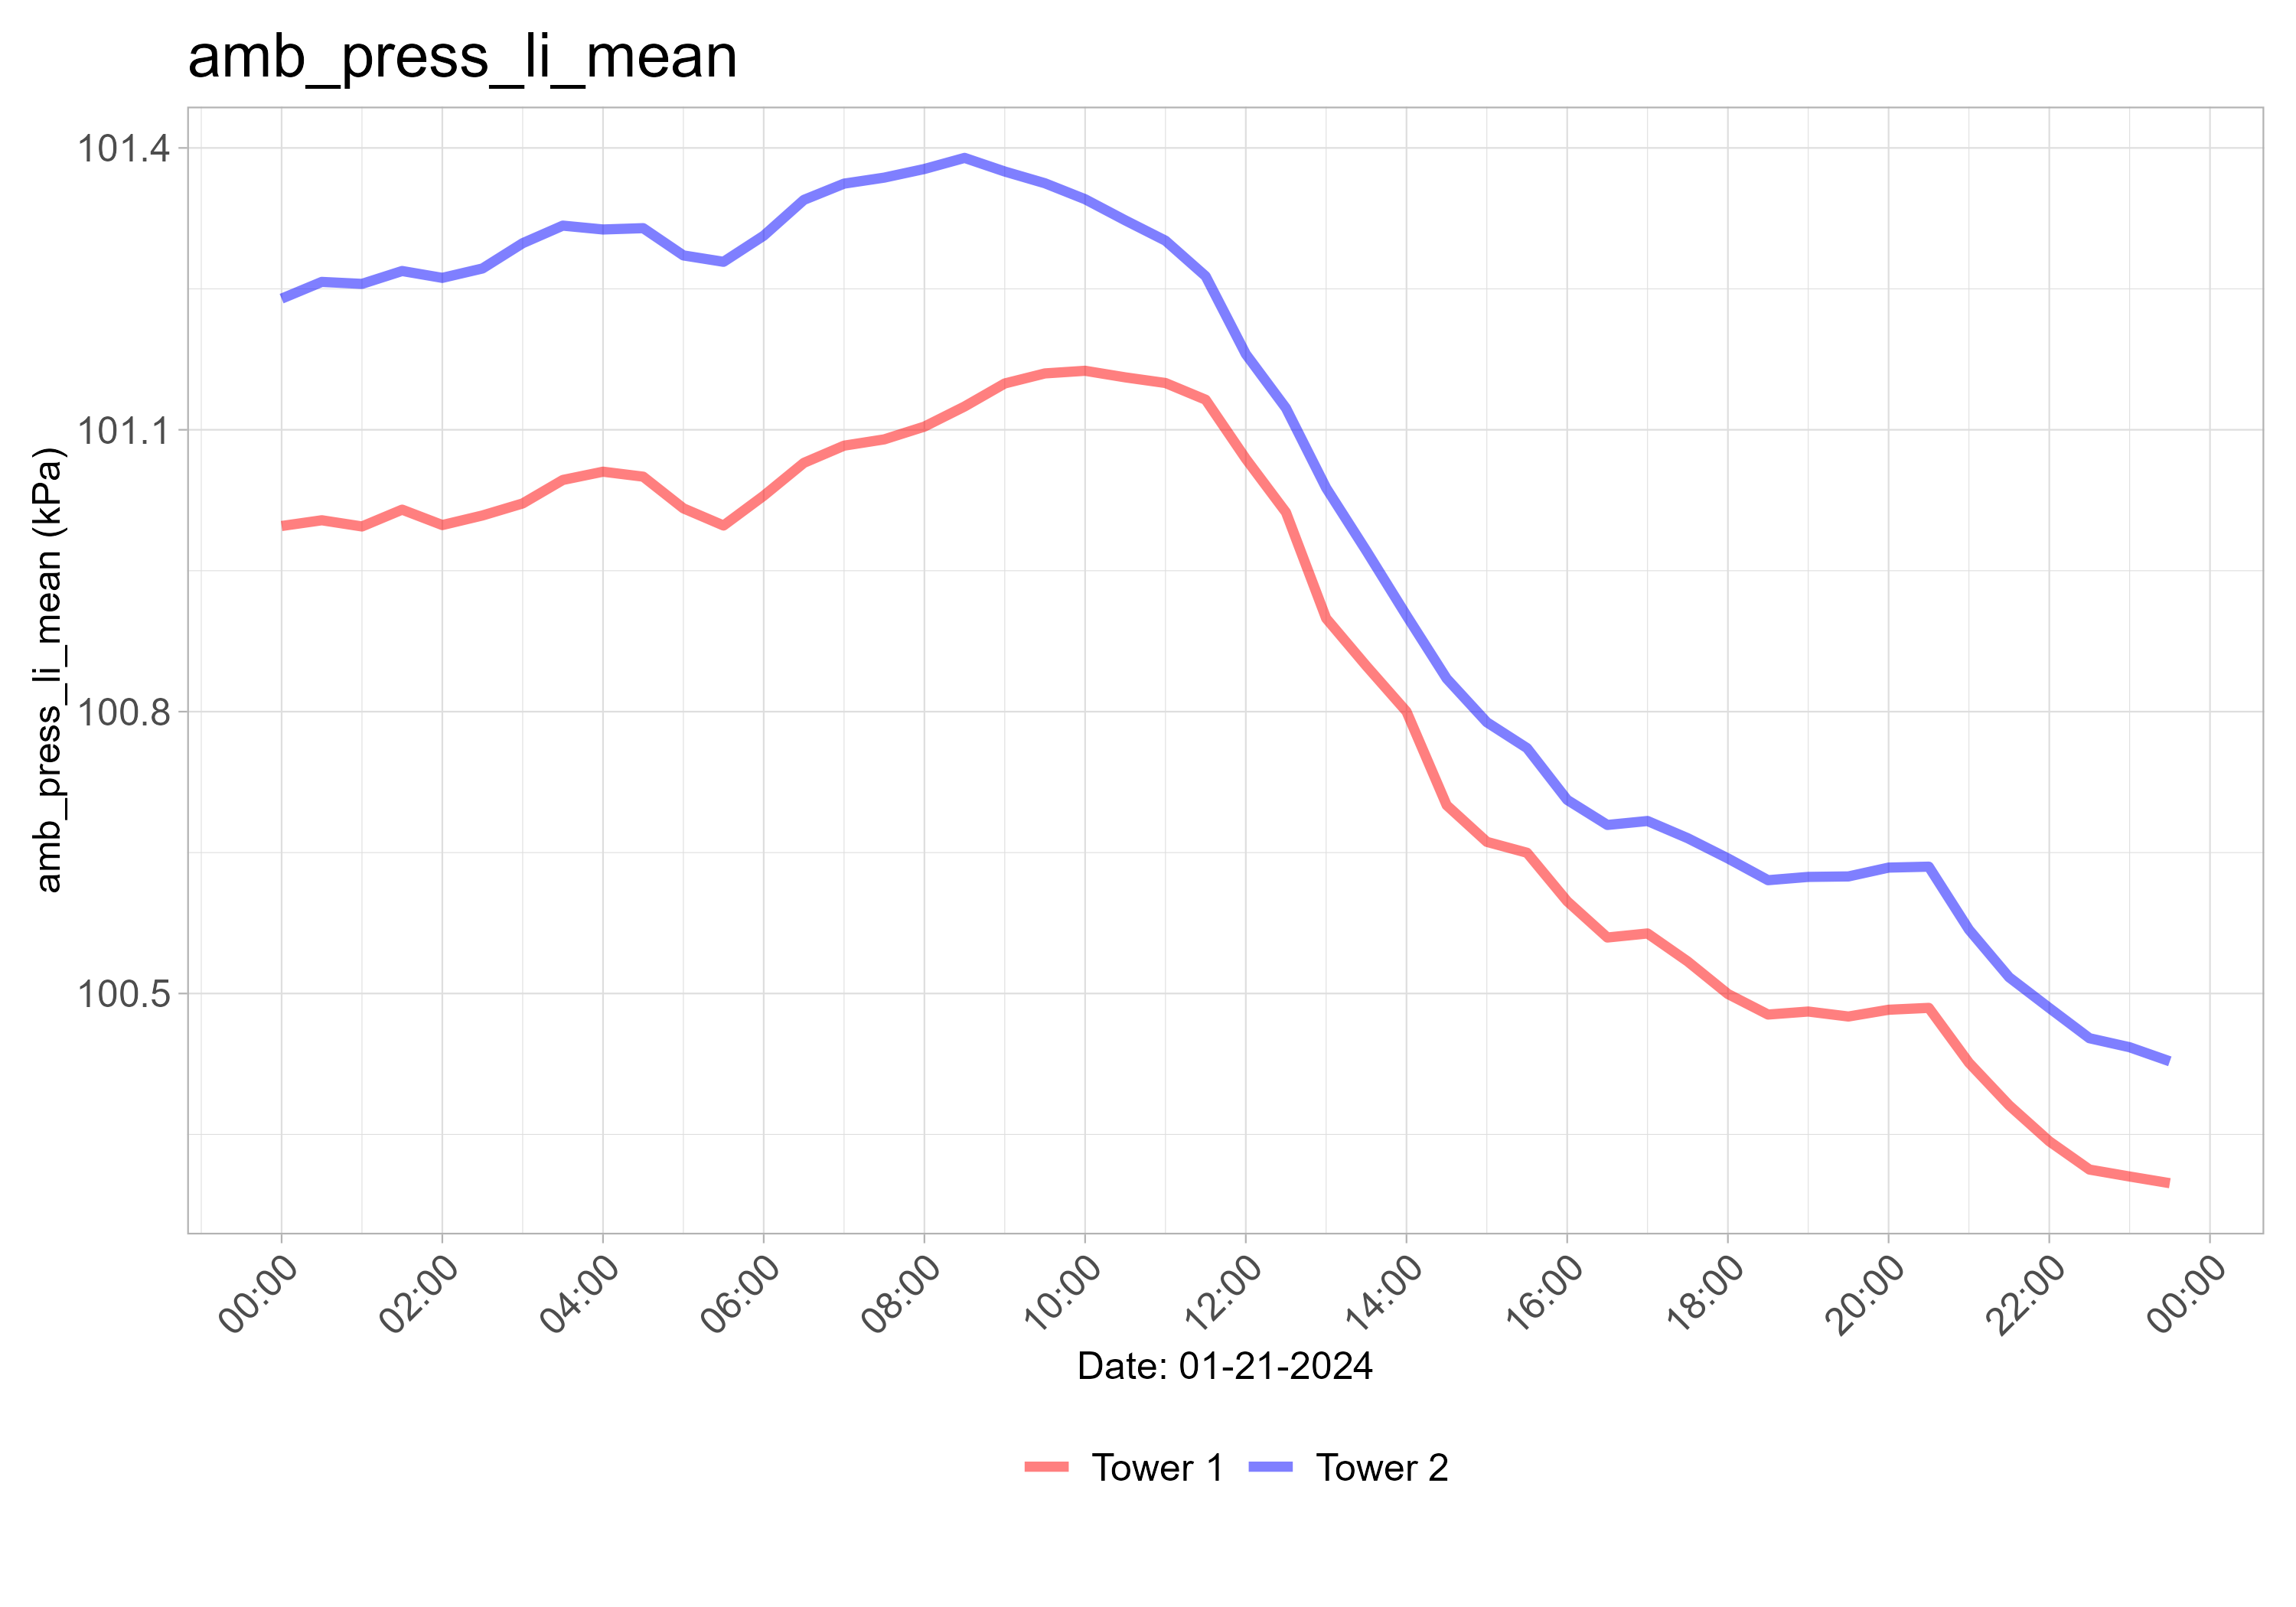 amb_press_li_mean
amb_press_li_mean (kPa)
101.4
101.1
100.8
100.5
00:00 02:00 04:00 06:00 08:00 10:00 12:00 14:00 16:00 18:00 20:00 22:00 00:00
Date: 01-21-2024
Tower 1 Tower 2